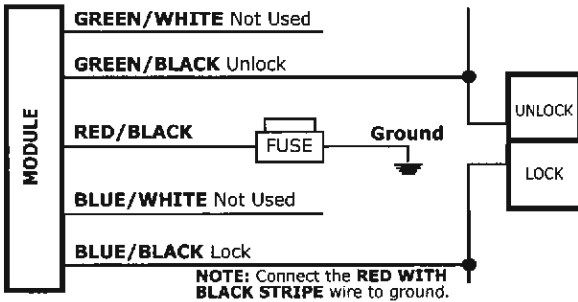 GREEN/WHITE Not Used
GREEN/BLACK Unlock
UNLOCK
MODULE
RED/BLACK
FUSE
Ground
LOCK
BLUE/WHITE Not Used
BLUE/BLACK Lock
NOTE: Connect the RED WITH
BLACK STRIPE wire to ground.